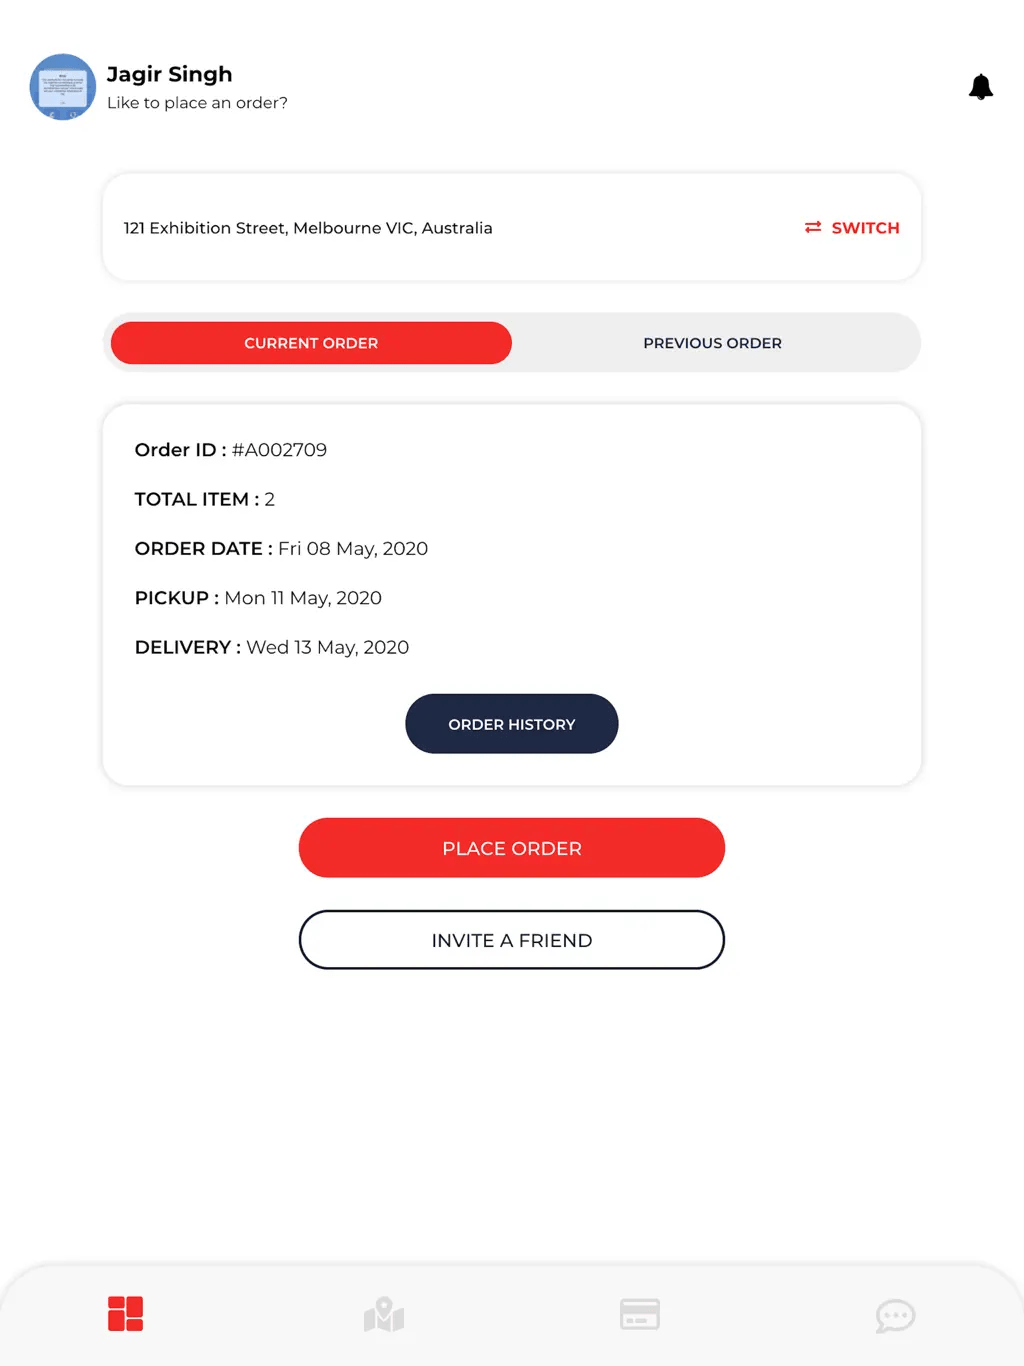 Jagir Singh
Like to place an order?
121 Exhibition Street, Melbourne VIC, Australia
SWITCH
CURRENT ORDER
PREVIOUS ORDER
Order ID : #A002709
TOTAL ITEM : 2
ORDER DATE : Fri 08 May, 2020
PICKUP : Mon 11 May, 2020
DELIVERY : Wed 13 May, 2020
ORDER HISTORY
PLACE ORDER
INVITE A FRIEND